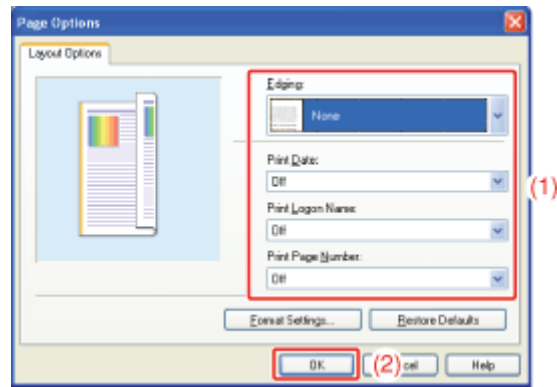 Page Options
Layout Options
Edging:
None
Print Date:
Off
(1)
Print Logon Name:
Off
Print Page Number:
Off
Format Settings... Restore Defaults
OK (2) cel Help